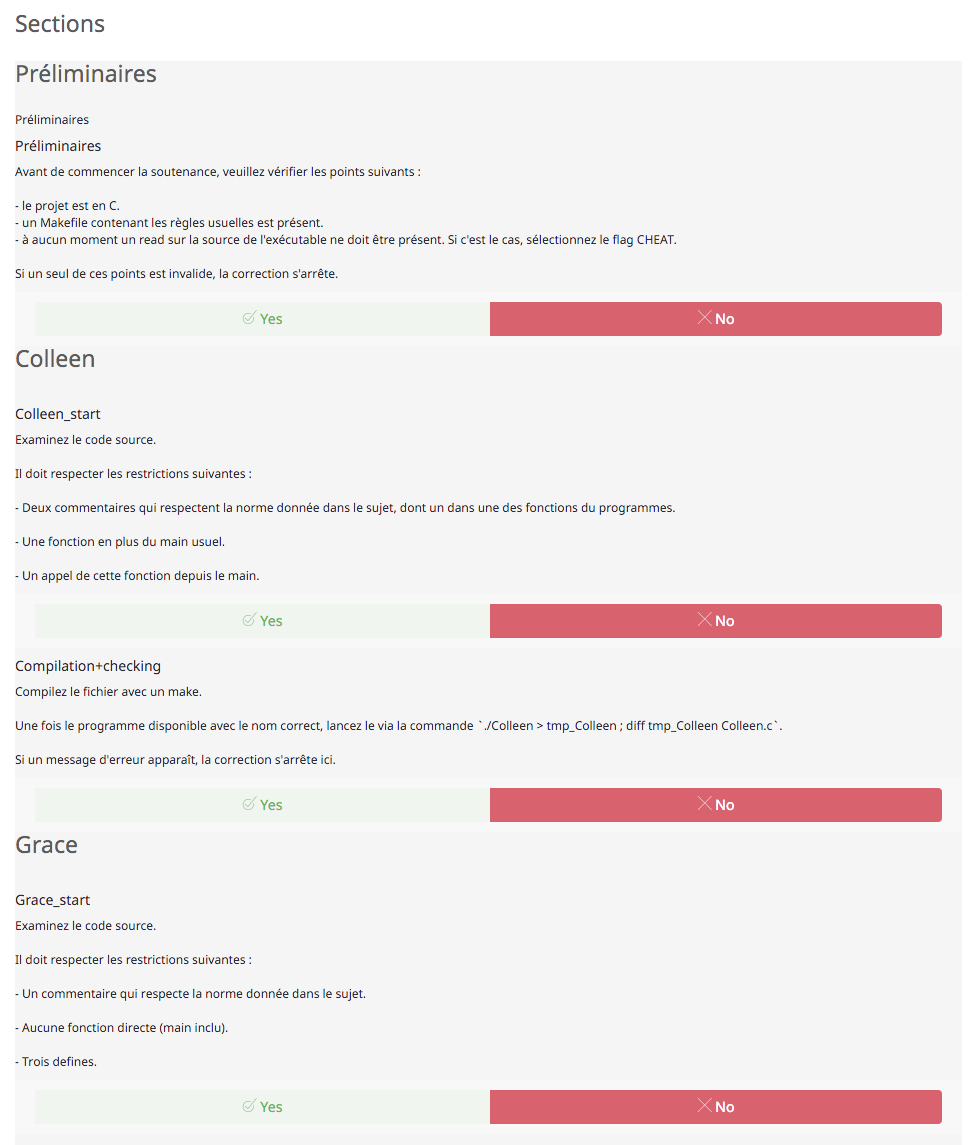 Sections
Préliminaires
Préliminaires
Préliminaires
Avant de commencer la soutenance, veuillez vérifier les points suivants :
- le projet est en C.
- un Makefile contenant les règles usuelles est présent.
- à aucun moment un read sur la source de l'exécutable ne doit être présent. Si c'est le cas, sélectionnez le flag CHEAT.
Si un seul de ces points est invalide, la correction s'arrête.
Yes No
Colleen
Colleen_start
Examinez le code source.
Il doit respecter les restrictions suivantes :
- Deux commentaires qui respectent la norme donnée dans le sujet, dont un dans une des fonctions du programmes.
- Une fonction en plus du main usuel.
- Un appel de cette fonction depuis le main.
Yes No
Compilation+checking
Compilez le fichier avec un make.
Une fois le programme disponible avec le nom correct, lancez le via la commande `./Colleen > tmp_Colleen ; diff tmp_Colleen Colleen.c`.
Si un message d'erreur apparaît, la correction s'arrête ici.
Yes No
Grace
Grace_start
Examinez le code source.
Il doit respecter les restrictions suivantes :
- Un commentaire qui respecte la norme donnée dans le sujet.
- Aucune fonction directe (main inclu).
- Trois defines.
Yes No